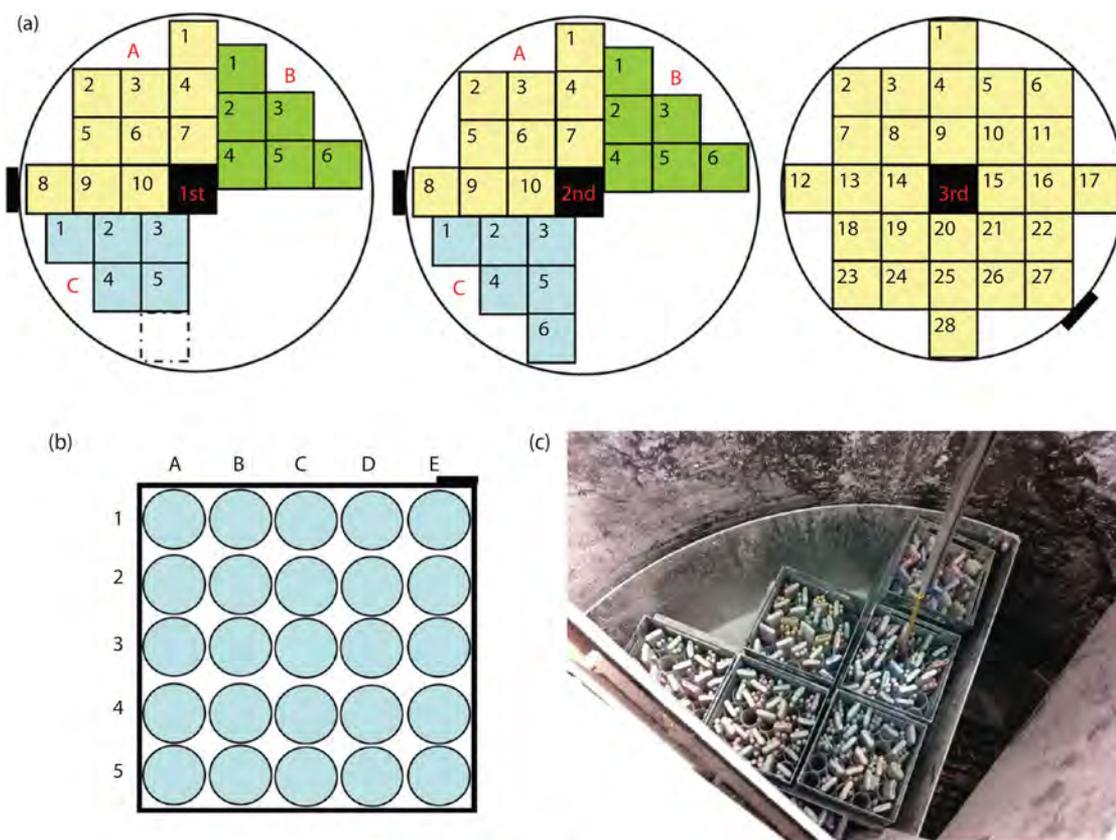 (a)
A
1
2 3 4
5 6 7
8 9 10 1st
B
1
2 3
4 5 6
C
1 2 3
4 5
A
1
2 3 4
5 6 7
8 9 10 2nd
B
1
2 3
4 5 6
C
1 2 3
4 5
6
1
2 3 4 5 6
7 8 9 10 11
12 13 14 3rd 15 16 17
18 19 20 21 22
23 24 25 26 27
28
(b)
A B C D E
1
2
3
4
5
(c)